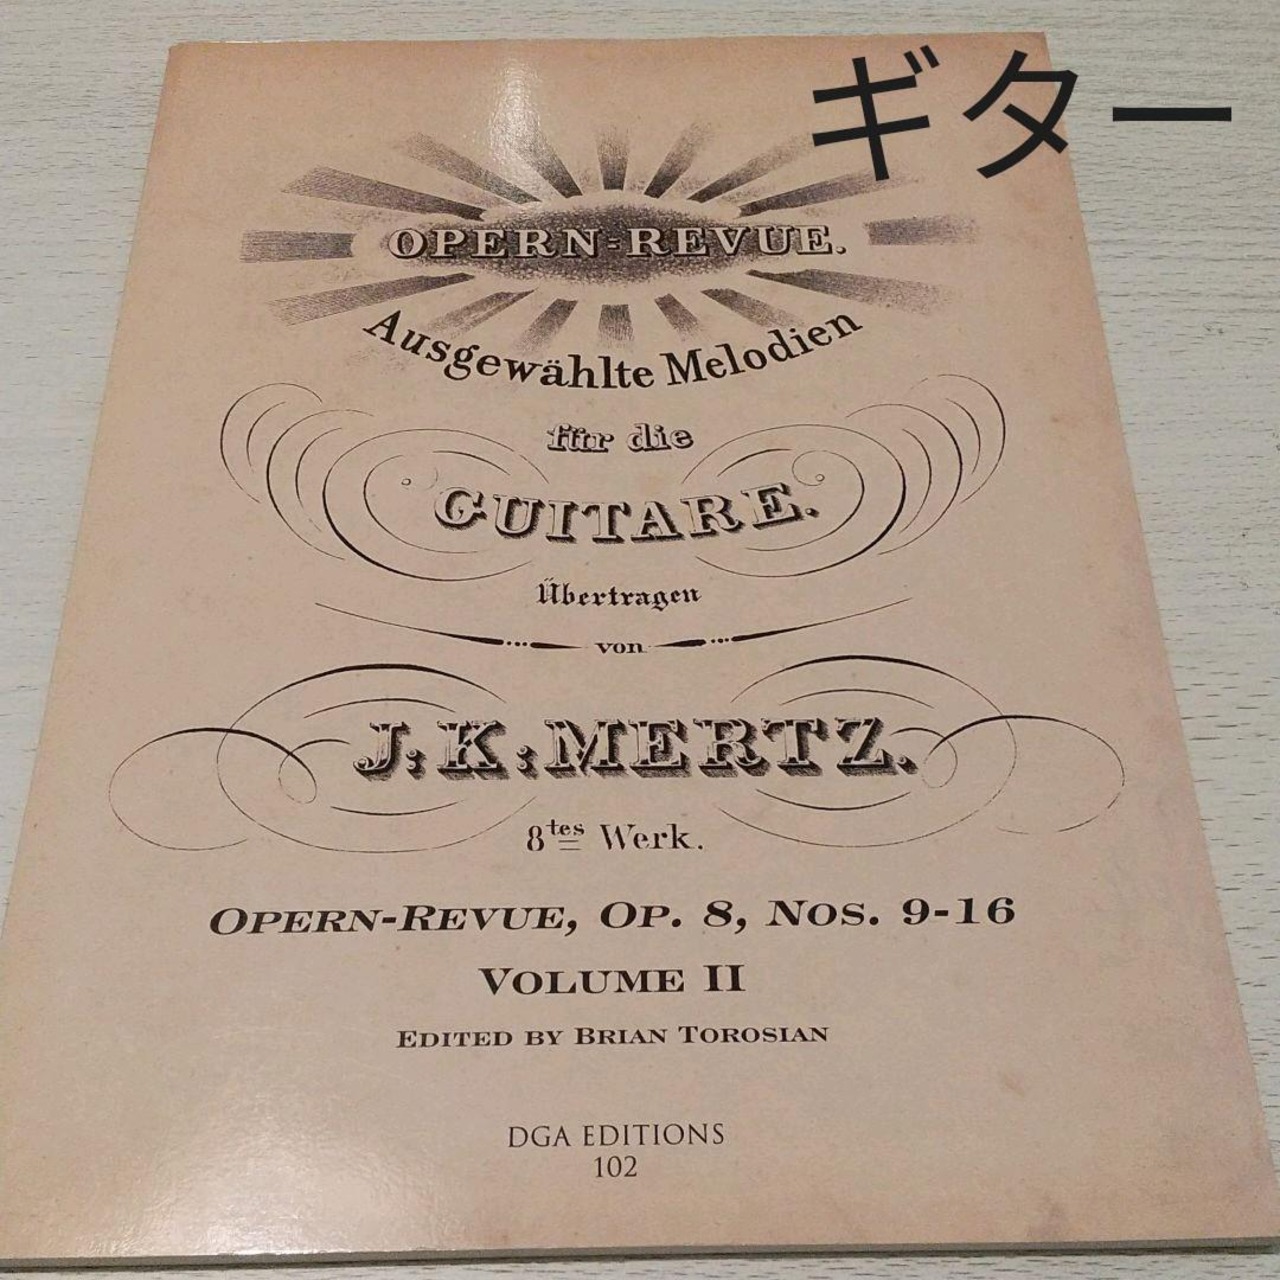 ギター
OPERN=REVUE.
Ausgewählte Melodien
für die
GUITARE.
Übertragen
von
J: K: MERTZ.
8tes Werk.
OPERN-REVUE, OP. 8, NOS. 9-16
VOLUME II
EDITED BY BRIAN TOROSIAN
DGA EDITIONS
102